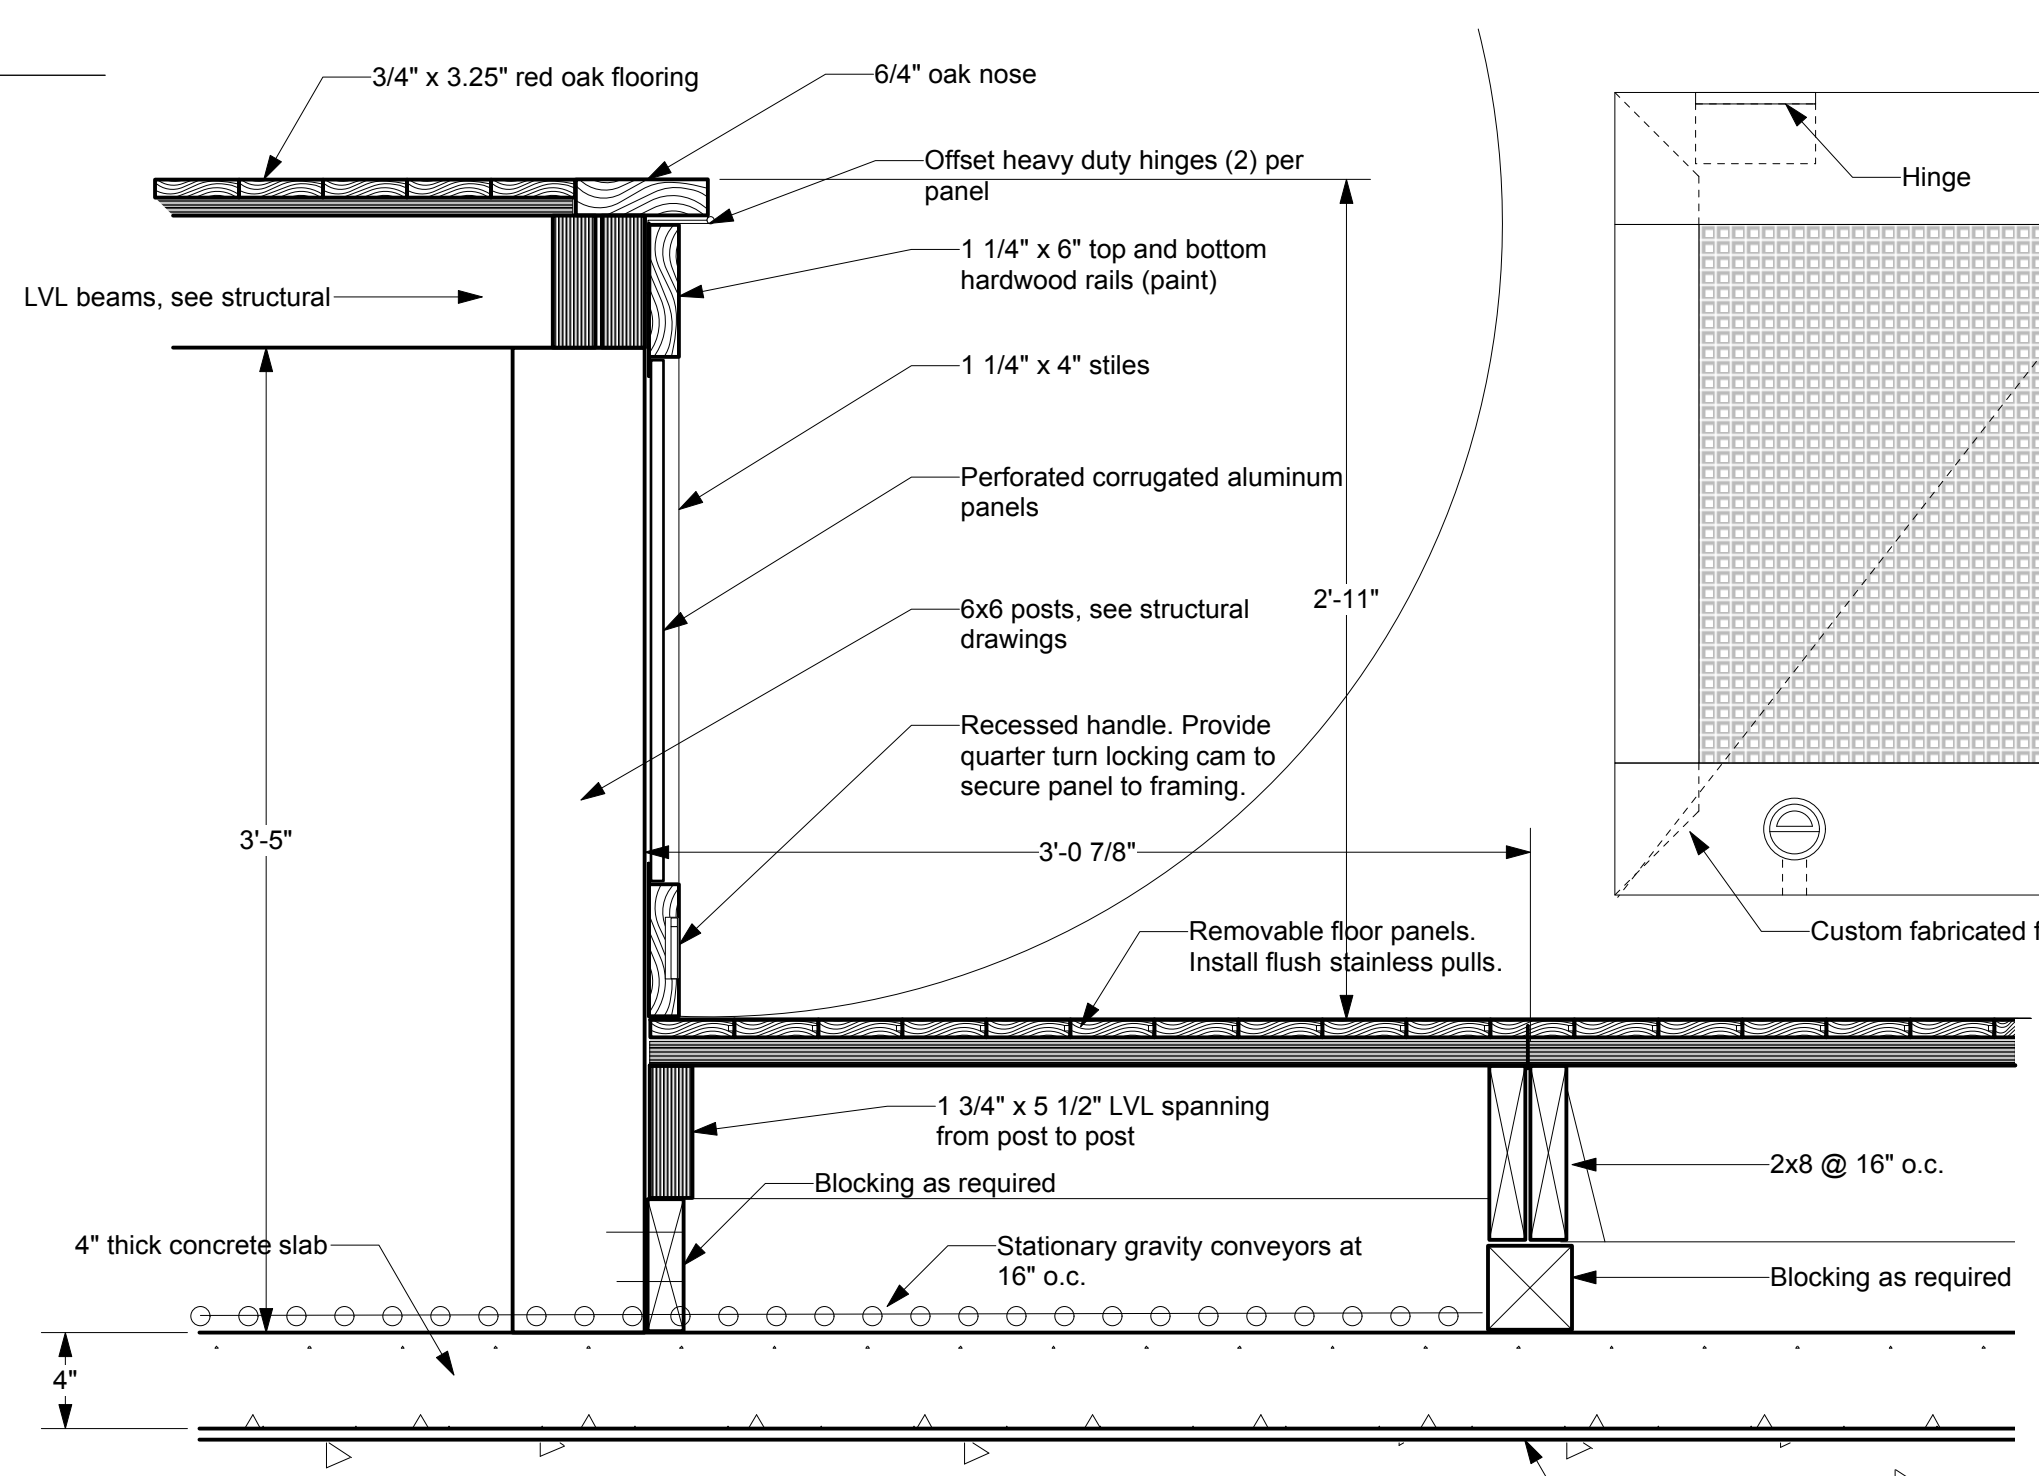 3/4" x 3.25" red oak flooring
6/4" oak nose
Offset heavy duty hinges (2) per
panel
Hinge
1 1/4" x 6" top and bottom
hardwood rails (paint)
LVL beams, see structural
1 1/4" x 4" stiles
Perforated corrugated aluminum
panels
6x6 posts, see structural
drawings
2'-11"
Recessed handle. Provide
quarter turn locking cam to
secure panel to framing.
3'-5"
3'-0 7/8"
Removable floor panels.
Install flush stainless pulls.
Custom fabricated f
1 3/4" x 5 1/2" LVL spanning
from post to post
Blocking as required
2x8 @ 16" o.c.
4" thick concrete slab
Stationary gravity conveyors at
16" o.c.
Blocking as required
4"